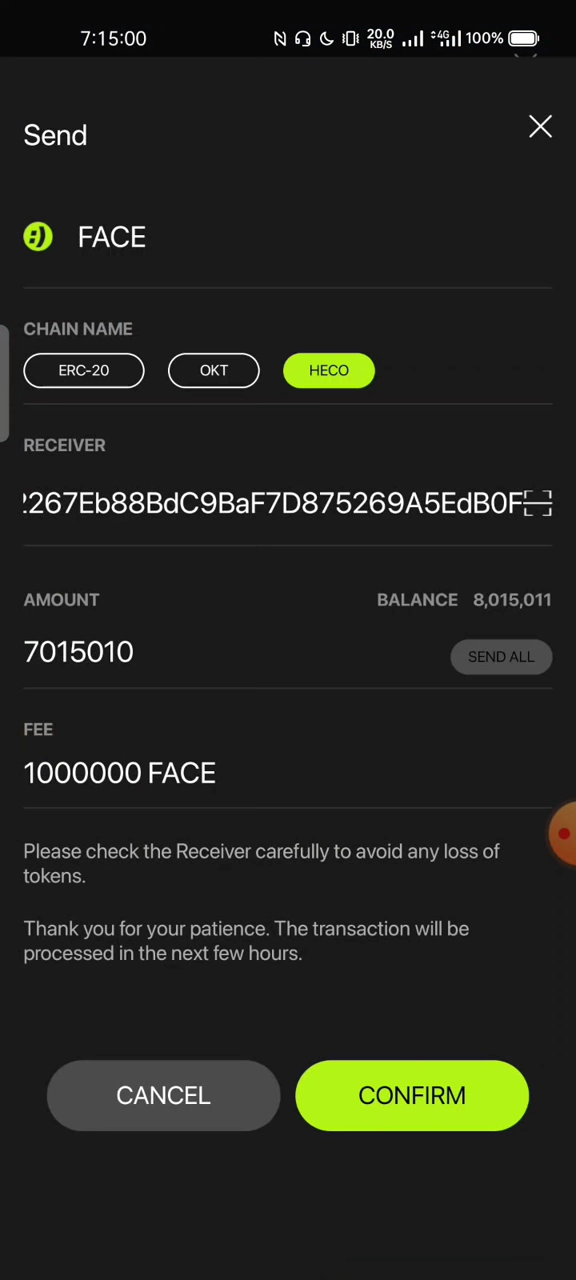 7:15:00 20.0 KB/S 4G 100%
Send
FACE
CHAIN NAME
ERC-20 OKT HECO
RECEIVER
2267Eb88BdC9BaF7D875269A5EdB0F
AMOUNT BALANCE 8,015,011
7015010 SEND ALL
FEE
1000000 FACE
Please check the Receiver carefully to avoid any loss of
tokens.
Thank you for your patience. The transaction will be
processed in the next few hours.
CANCEL CONFIRM